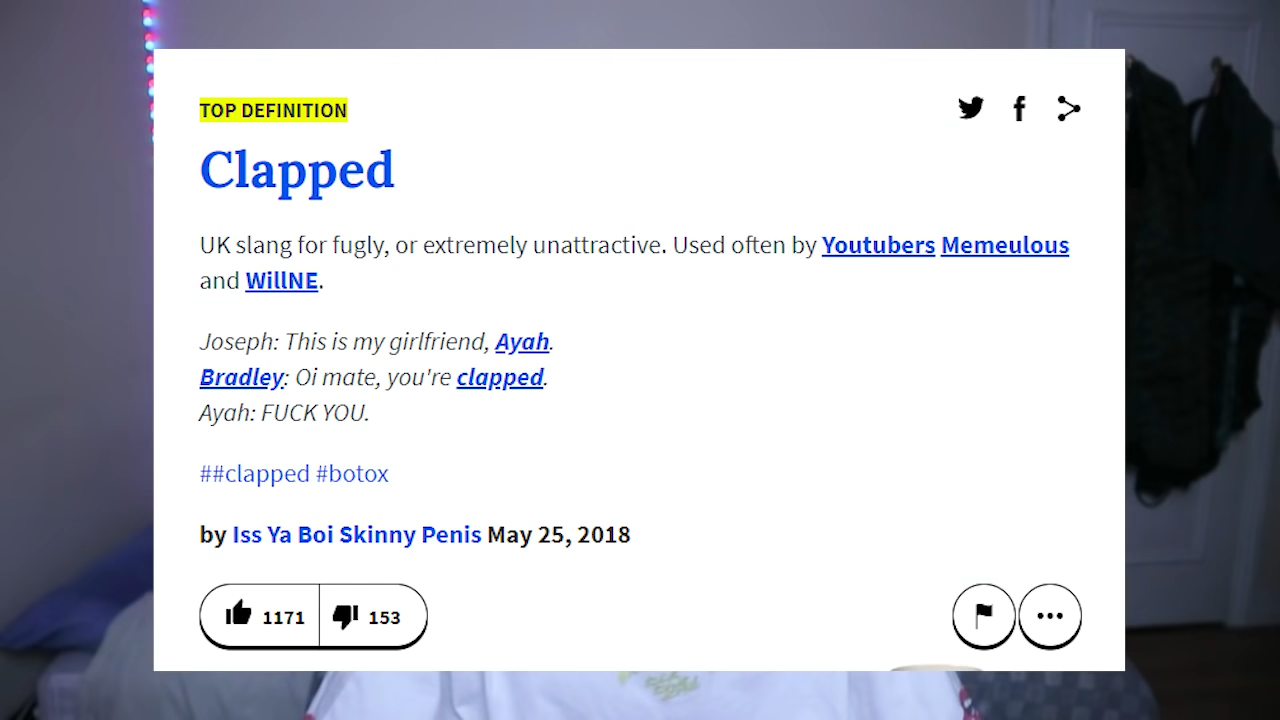 TOP DEFINITION
Clapped
UK slang for fugly, or extremely unattractive. Used often by Youtubers Memeulous
and WillNE.
Joseph: This is my girlfriend, Ayah.
Bradley: Oi mate, you're clapped.
Ayah: FUCK YOU.
##clapped #botox
by Iss Ya Boi Skinny Penis May 25, 2018
1171 153